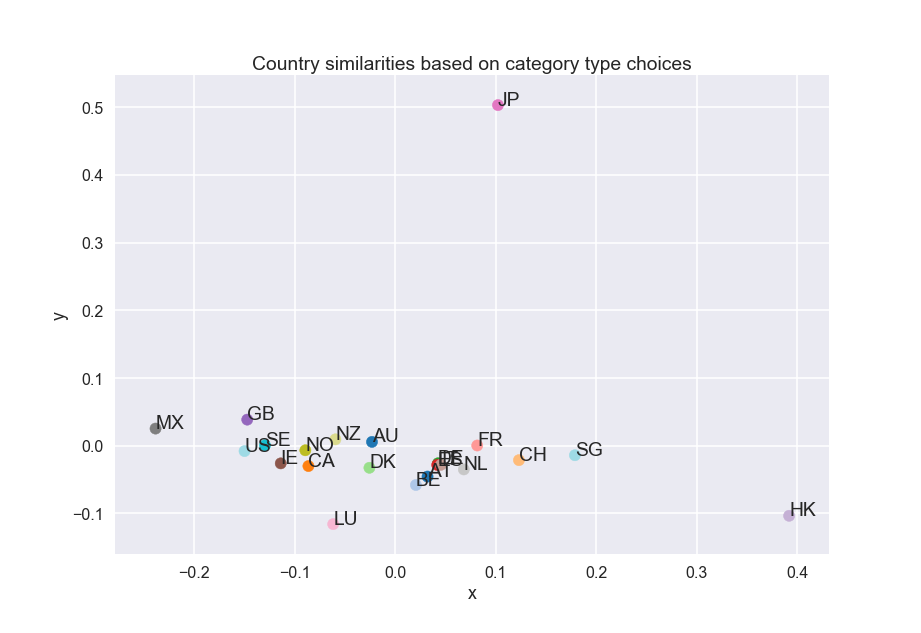 Country similarities based on category type choices
0.5
0.4
0.3
0.2
0.1
0.0
−0.1
y
JP
MX
GB
US
SE
IE
NO
CA
NZ
AU
DK
LU
BE
AT
NL
FR
CH
SG
HK
−0.2
−0.1
0.0
0.1
0.2
0.3
0.4
x